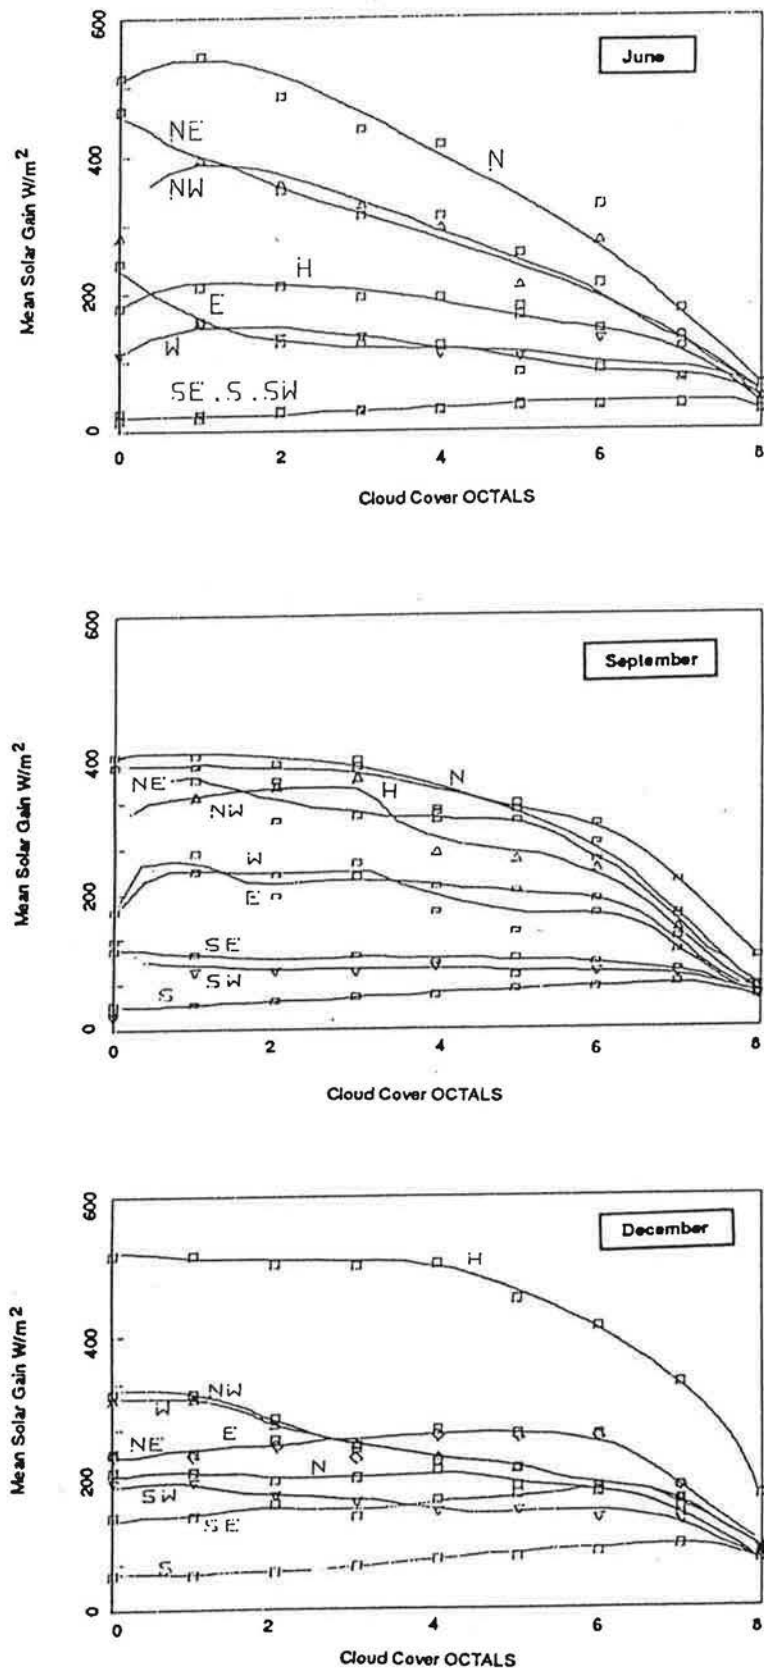 600
June
NE
N
400
NW
Mean Solar Gain W/m²
H
200
E
W
SE.S.SW
0
0 2 4 6 8
Cloud Cover OCTALS
600
September
400
N
NE
H
NW
Mean Solar Gain W/m²
W
200
E
SE
SW
S
0
0 2 4 6 8
Cloud Cover OCTALS
600
December
H
400
Mean Solar Gain W/m²
NW
W
E
NE
N
200
SW
SE
S
0
0 2 4 6 8
Cloud Cover OCTALS